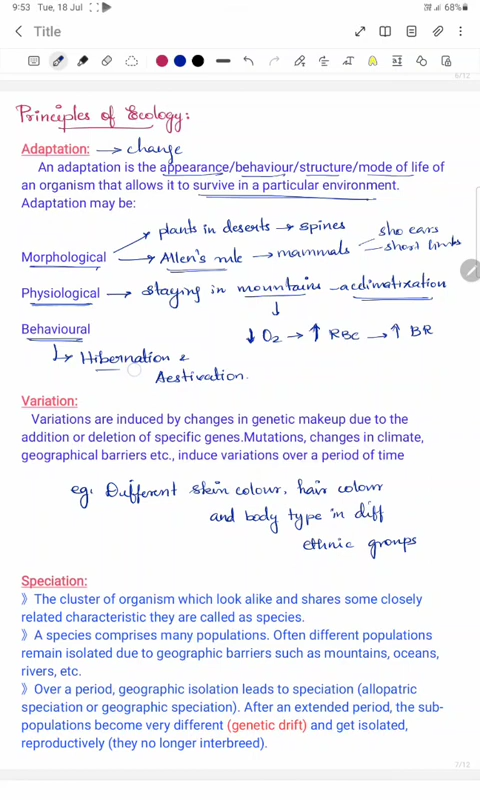 9:53 Tue, 18 Jul
68%
Title
6/12
Principles of Ecology:
Adaptation: → change
An adaptation is the appearance/behaviour/structure/mode of life of
an organism that allows it to survive in a particular environment.
Adaptation may be:
→ plants in deserts → spines
sho ears
Morphological → Allen's rule → mammals → short limbs
Physiological → staying in mountains - acclimatixation
↓
↓ O2 → ↑ RBC → ↑ BR
Behavioural
↳ Hibernation &
Aestivation.
Variation:
Variations are induced by changes in genetic makeup due to the
addition or deletion of specific genes.Mutations, changes in climate,
geographical barriers etc., induce variations over a period of time
eg. Different skin colour, hair colour
and body type in diff
ethnic groups
Speciation:
》 The cluster of organism which look alike and shares some closely
related characteristic they are called as species.
》 A species comprises many populations. Often different populations
remain isolated due to geographic barriers such as mountains, oceans,
rivers, etc.
》 Over a period, geographic isolation leads to speciation (allopatric
speciation or geographic speciation). After an extended period, the sub-
populations become very different (genetic drift) and get isolated,
reproductively (they no longer interbreed).
7/12